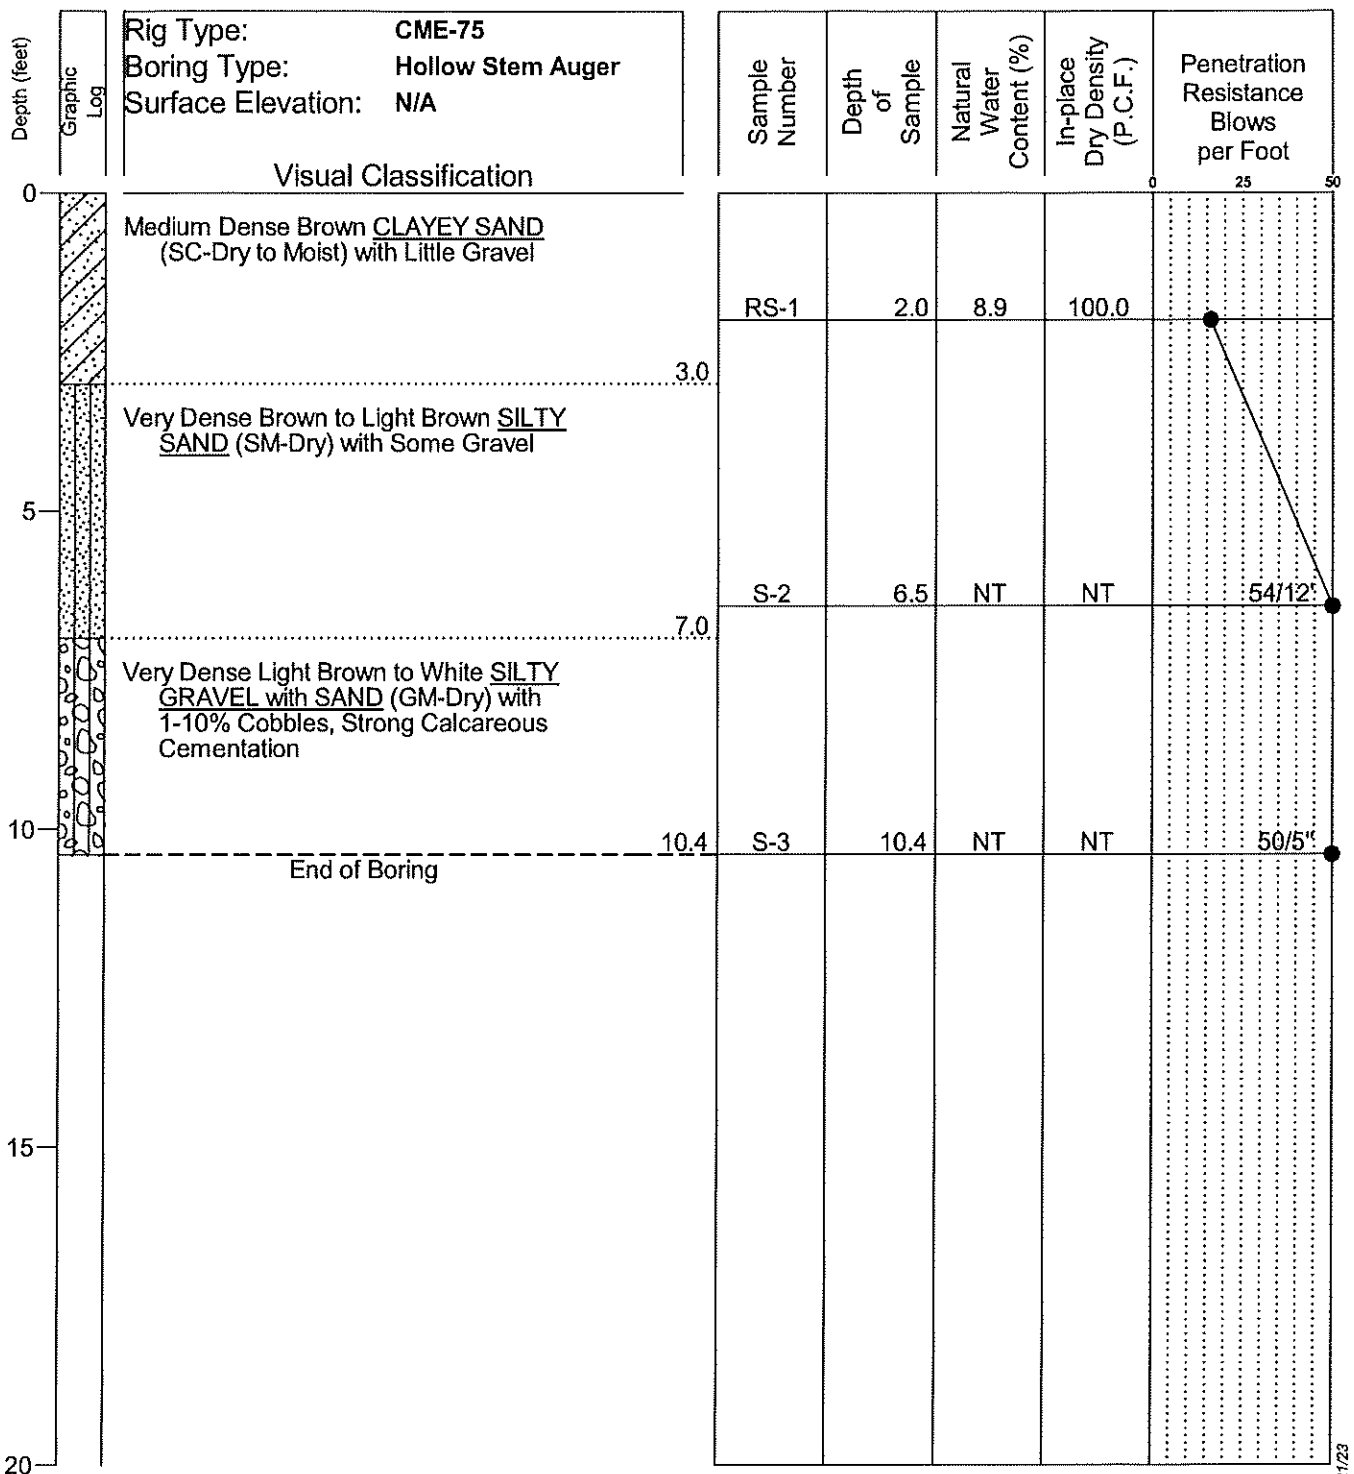 Depth (feet)
Graphic
Log
Rig Type: CME-75
Boring Type: Hollow Stem Auger
Surface Elevation: N/A
Visual Classification
Sample
Number
Depth
of
Sample
Natural
Water
Content (%)
In-place
Dry Density
(P.C.F.)
Penetration
Resistance
Blows
per Foot
0 25 50
0
Medium Dense Brown CLAYEY SAND
(SC-Dry to Moist) with Little Gravel
RS-1 2.0 8.9 100.0
3.0
Very Dense Brown to Light Brown SILTY
SAND (SM-Dry) with Some Gravel
5
S-2 6.5 NT NT 54/12"
7.0
Very Dense Light Brown to White SILTY
GRAVEL with SAND (GM-Dry) with
1-10% Cobbles, Strong Calcareous
Cementation
10
10.4 S-3 10.4 NT NT 50/5"
End of Boring
15
20